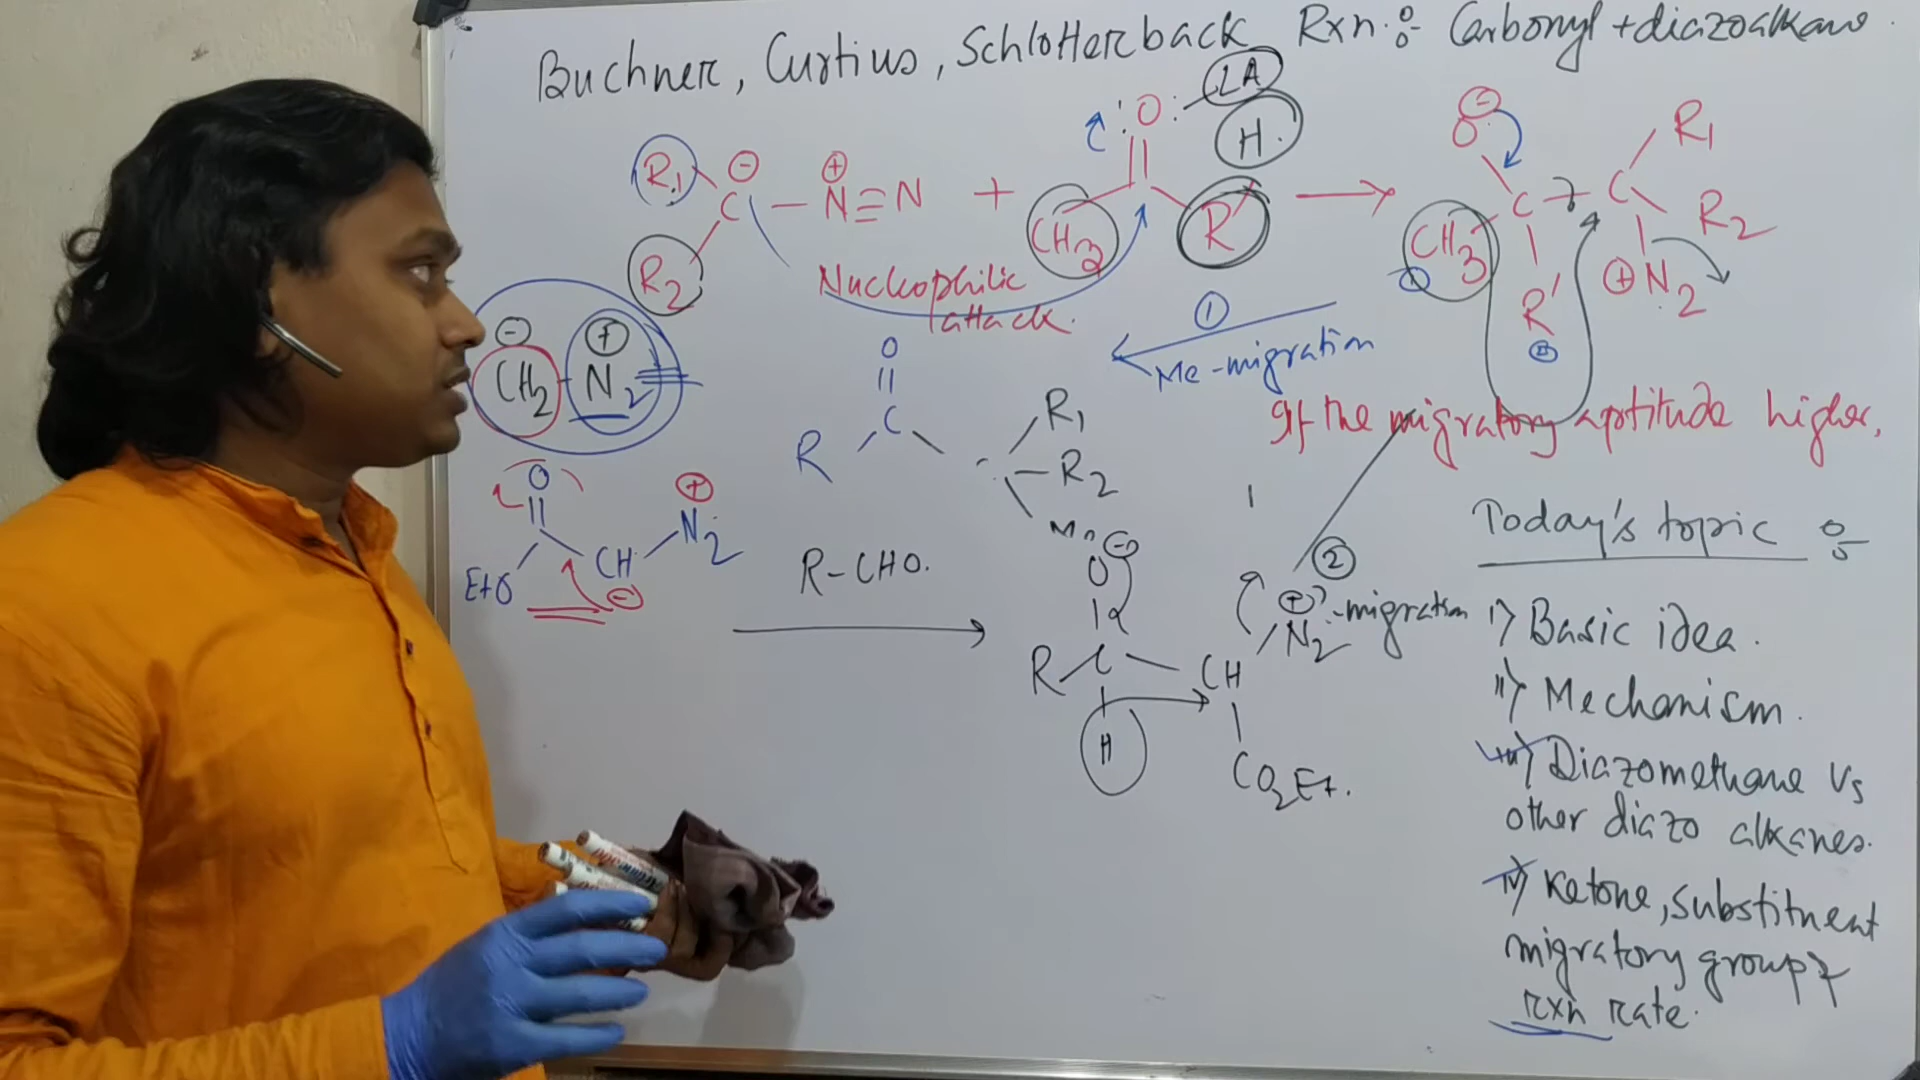 Buchner, Curtius, Schlotterback Rxn :- Carbonyl + diazoalkane.
R1 C⊖ – N⊕≡N R2
+
O LA
H.
CH3 R'
⊖O
CH3 – C – C R1 R2
R' ⊕N2
Nucleophilic
attack.
①
Me-migration
⊖ ⊕
CH2 – N2
O
R C R1
R2
Me
If the migratory aptitude higher,
O
EtO CH⊖ N2⊕
R-CHO.
⊖O
R C CH N2⊕
H
CO2Et.
②
-migration
Today's topic :-
i) Basic idea.
ii) Mechanism.
iii) Diazomethane Vs
other diazo alkanes.
iv) Ketone, substituent
migratory group &
rxn rate.